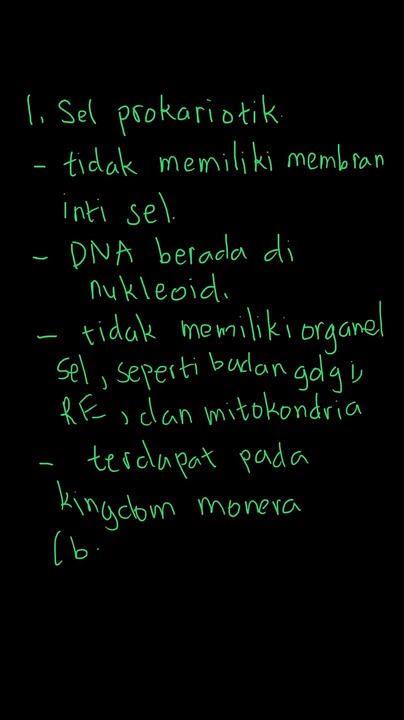 1. Sel prokariotik.
- tidak memiliki membran
inti sel.
- DNA berada di
nukleoid.
- tidak memiliki organel
sel, seperti badan golgi,
RE, dan mitokondria
- terdapat pada
kingdom monera
(b.